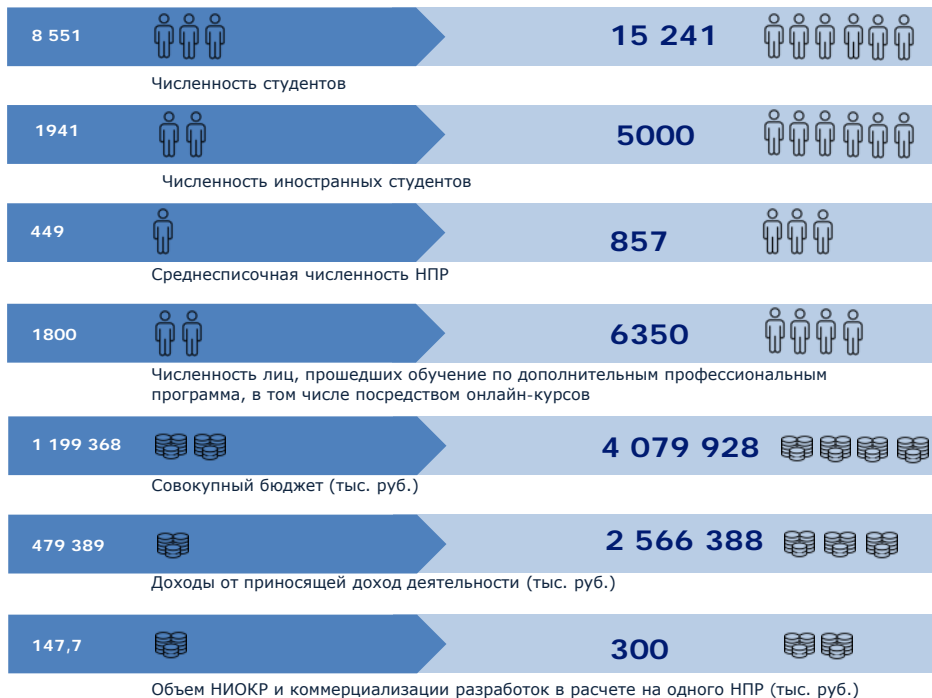 8 551 15 241
Численность студентов
1941 5000
Численность иностранных студентов
449 857
Среднесписочная численность НПР
1800 6350
Численность лиц, прошедших обучение по дополнительным профессиональным
программа, в том числе посредством онлайн-курсов
1 199 368 4 079 928
Совокупный бюджет (тыс. руб.)
479 389 2 566 388
Доходы от приносящей доход деятельности (тыс. руб.)
147,7 300
Объем НИОКР и коммерциализации разработок в расчете на одного НПР (тыс. руб.)